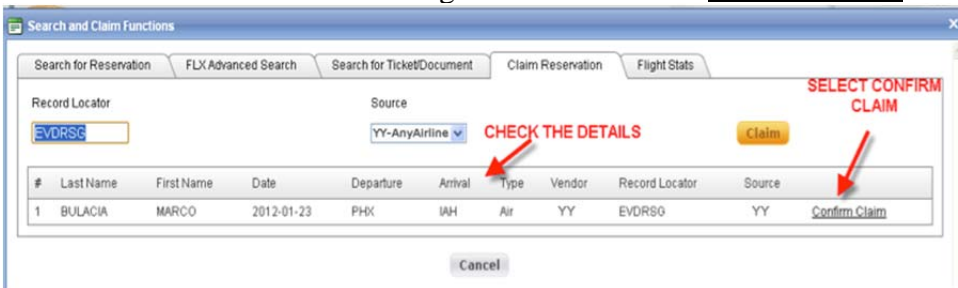 Search and Claim Functions
Search for Reservation FLX Advanced Search Search for Ticket/Document Claim Reservation Flight Stats
SELECT CONFIRM
CLAIM
Record Locator Source
EVDRSG YY-AnyAirline CHECK THE DETAILS Claim
# Last Name First Name Date Departure Arrival Type Vendor Record Locator Source
1 BULACIA MARCO 2012-01-23 PHX IAH Air YY EVDRSG YY Confirm Claim
Cancel